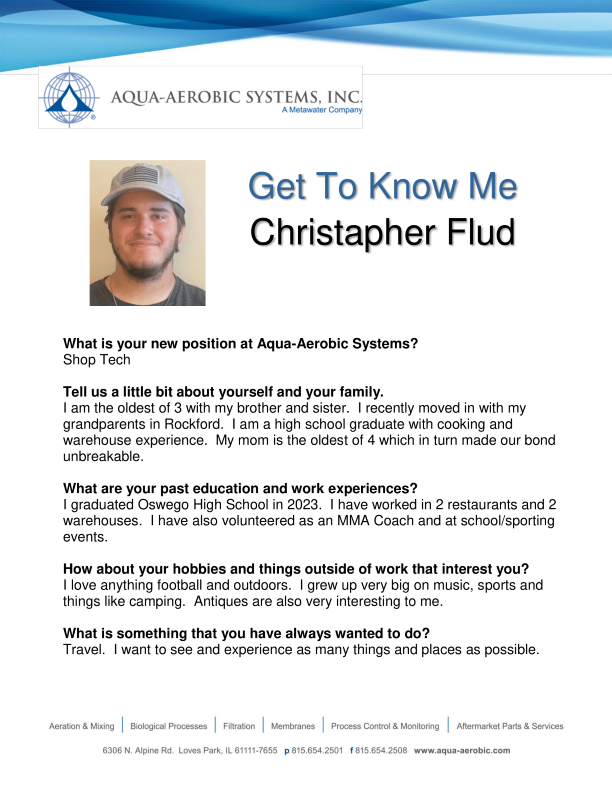 AQUA-AEROBIC SYSTEMS, INC.
A Metawater Company
®
Get To Know Me
Christapher Flud
What is your new position at Aqua-Aerobic Systems?
Shop Tech
Tell us a little bit about yourself and your family.
I am the oldest of 3 with my brother and sister.  I recently moved in with my
grandparents in Rockford.  I am a high school graduate with cooking and
warehouse experience.  My mom is the oldest of 4 which in turn made our bond
unbreakable.
What are your past education and work experiences?
I graduated Oswego High School in 2023.  I have worked in 2 restaurants and 2
warehouses.  I have also volunteered as an MMA Coach and at school/sporting
events.
How about your hobbies and things outside of work that interest you?
I love anything football and outdoors.  I grew up very big on music, sports and
things like camping.  Antiques are also very interesting to me.
What is something that you have always wanted to do?
Travel.  I want to see and experience as many things and places as possible.
Aeration & Mixing | Biological Processes | Filtration | Membranes | Process Control & Monitoring | Aftermarket Parts & Services
6306 N. Alpine Rd.  Loves Park, IL 61111-7655  p 815.654.2501  f 815.654.2508  www.aqua-aerobic.com